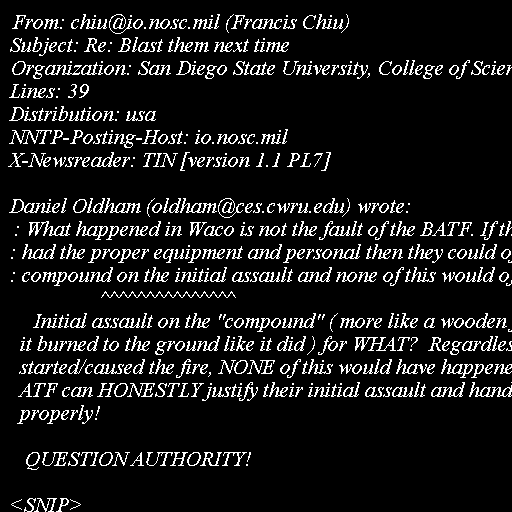 From: chiu@io.nosc.mil (Francis Chiu)
Subject: Re: Blast them next time
Organization: San Diego State University, College of Scien
Lines: 39
Distribution: usa
NNTP-Posting-Host: io.nosc.mil
X-Newsreader: TIN [version 1.1 PL7]

Daniel Oldham (oldham@ces.cwru.edu) wrote:
: What happened in Waco is not the fault of the BATF. If th
: had the proper equipment and personal then they could of
: compound on the initial assault and none of this would of
^^^^^^^^^^^^^^^
Initial assault on the "compound" ( more like a wooden
it burned to the ground like it did ) for WHAT?  Regardles
started/caused the fire, NONE of this would have happene
ATF can HONESTLY justify their initial assault and hand
properly!

QUESTION AUTHORITY!

<SNIP>